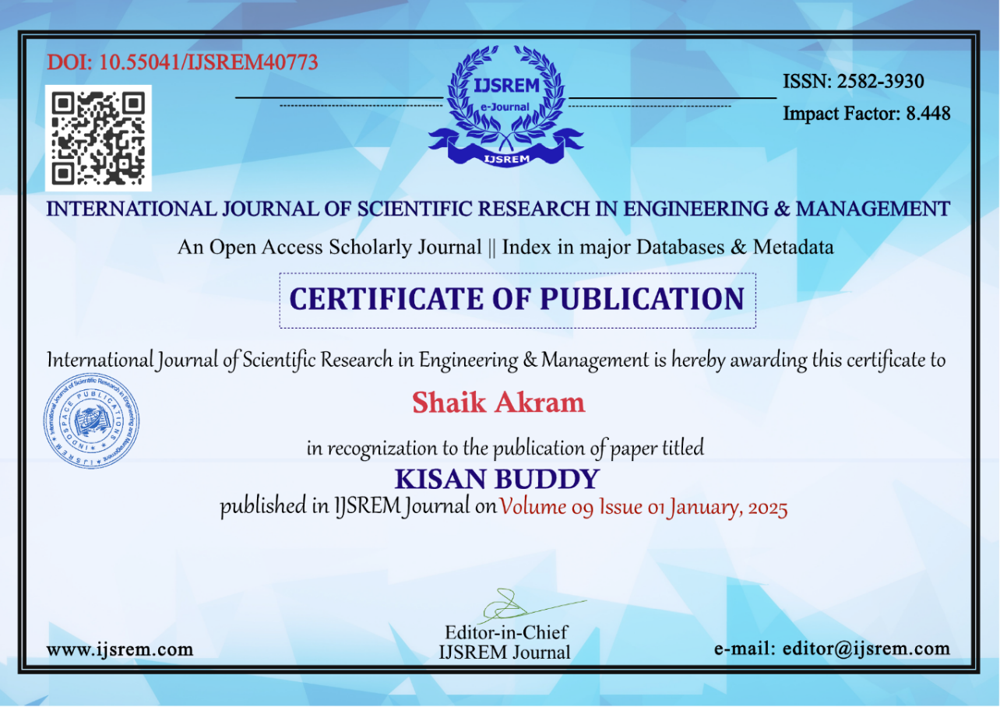 DOI: 10.55041/IJSREM40773
IJSREM
e-Journal
IJSREM
ISSN: 2582-3930
Impact Factor: 8.448
INTERNATIONAL JOURNAL OF SCIENTIFIC RESEARCH IN ENGINEERING & MANAGEMENT
An Open Access Scholarly Journal || Index in major Databases & Metadata
CERTIFICATE OF PUBLICATION
International Journal of Scientific Research in Engineering & Management is hereby awarding this certificate to
Shaik Akram
International Journal of Scientific Research in Engineering and Management
* IJSREM *
INDOSPACE PUBLICATIONS
in recognization to the publication of paper titled
KISAN BUDDY
published in IJSREM Journal on Volume 09 Issue 01 January, 2025
Editor-in-Chief
IJSREM Journal
www.ijsrem.com
e-mail: editor@ijsrem.com